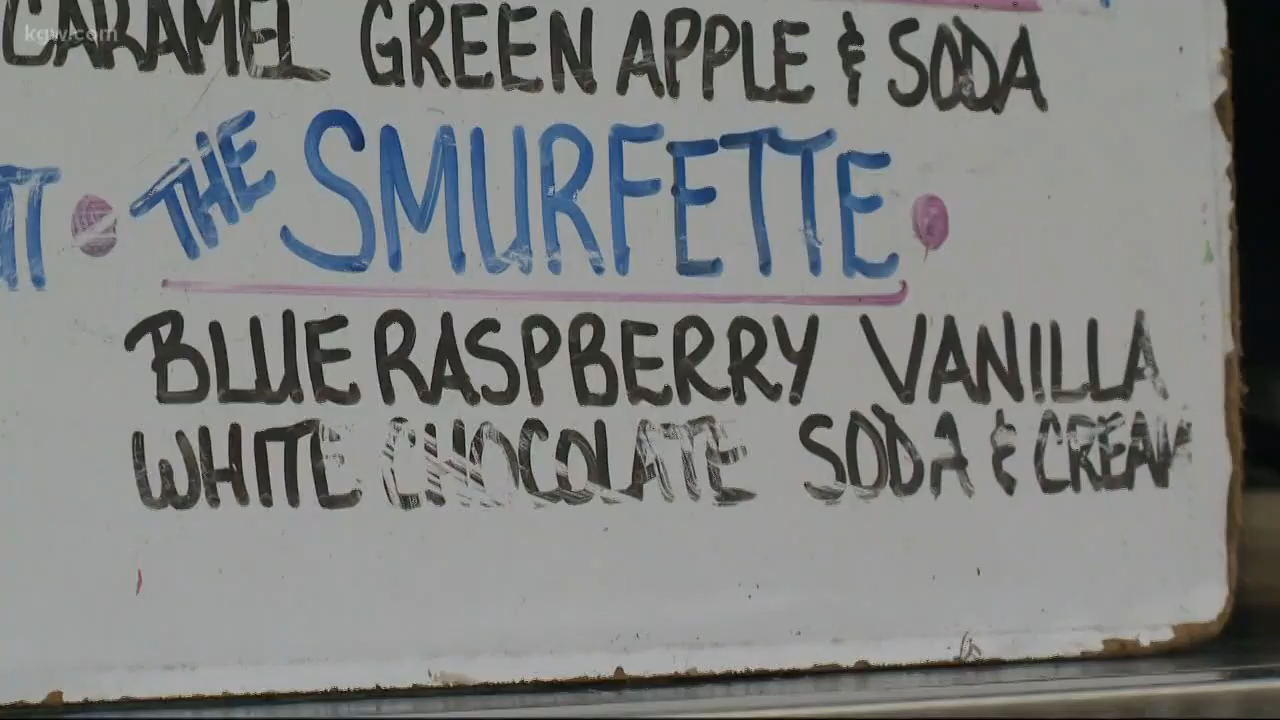 kgw.com
CARAMEL GREEN APPLE & SODA
THE SMURFETTE
BLUE RASPBERRY VANILLA
WHITE CHOCOLATE SODA & CREAM